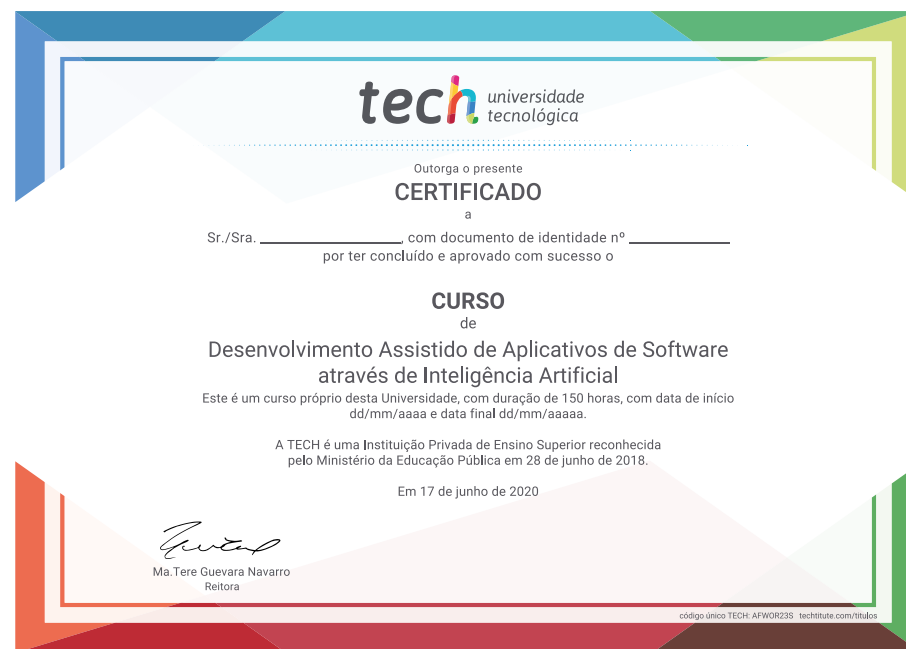 tech universidade
tecnológica
Outorga o presente
CERTIFICADO
a
Sr./Sra. ____________________, com documento de identidade nº ______________
por ter concluído e aprovado com sucesso o
CURSO
de
Desenvolvimento Assistido de Aplicativos de Software
através de Inteligência Artificial
Este é um curso próprio desta Universidade, com duração de 150 horas, com data de início
dd/mm/aaaa e data final dd/mm/aaaaa.
A TECH é uma Instituição Privada de Ensino Superior reconhecida
pelo Ministério da Educação Pública em 28 de junho de 2018.
Em 17 de junho de 2020
Ma.Tere Guevara Navarro
Reitora
código único TECH: AFWOR23S techtitute.com/titulos